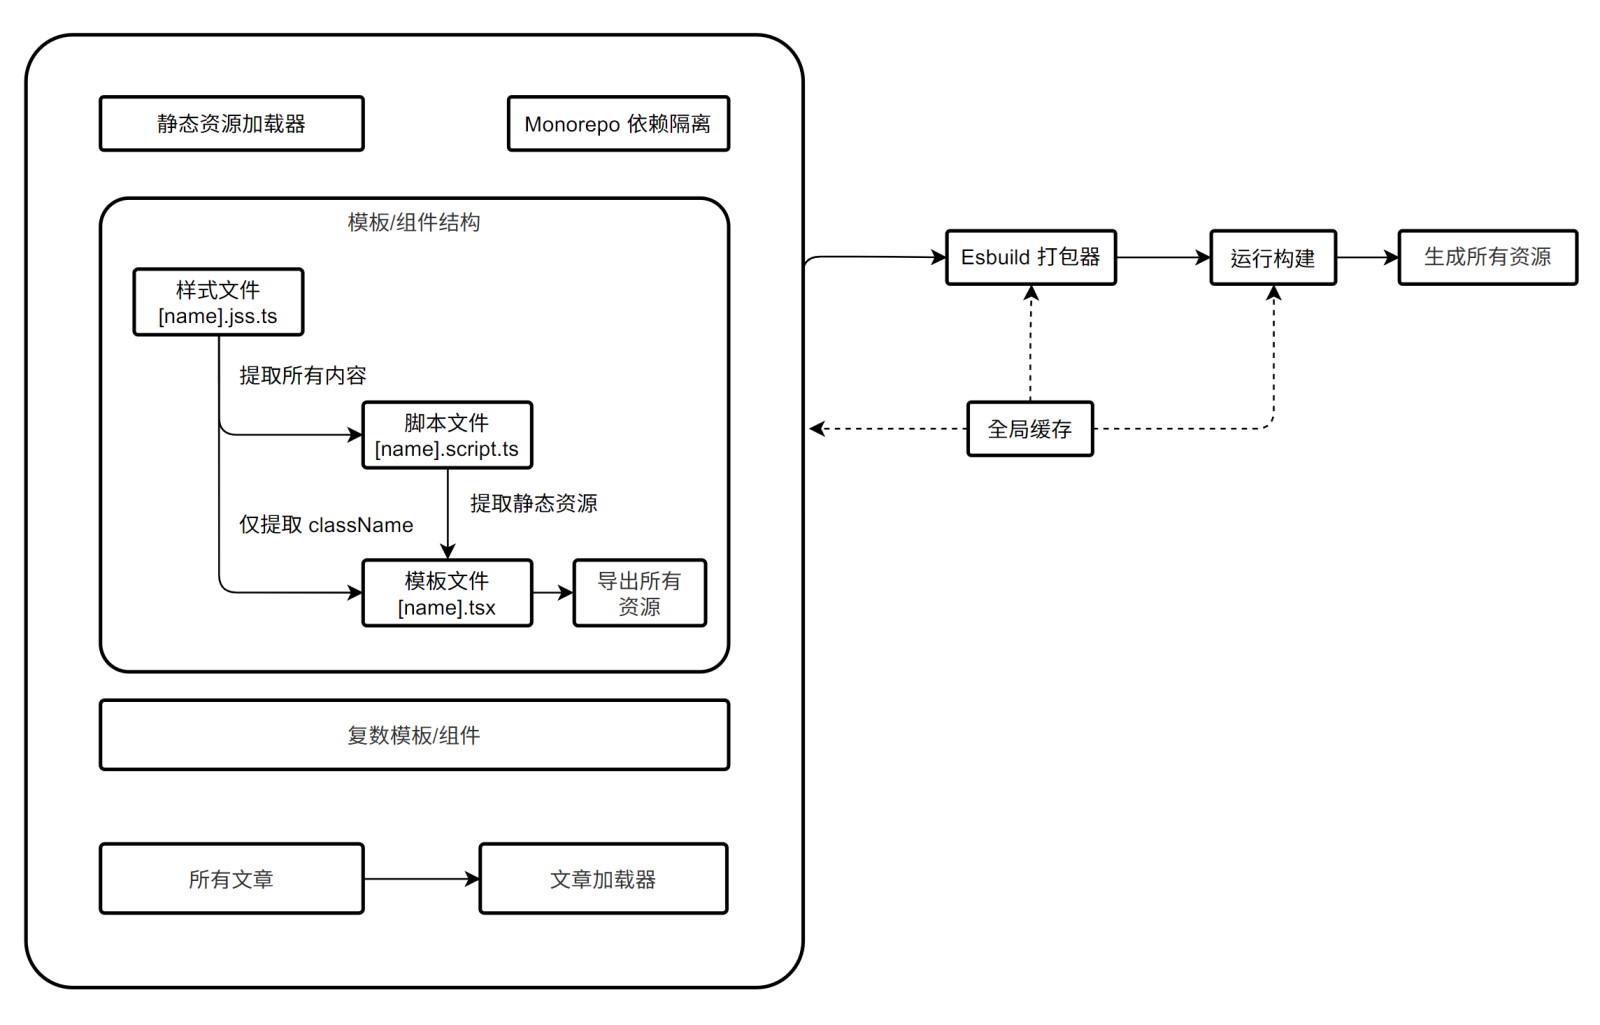 静态资源加载器
Monorepo 依赖隔离
模板/组件结构
样式文件
[name].jss.ts
提取所有内容
脚本文件
[name].script.ts
提取静态资源
仅提取 className
模板文件
[name].tsx
导出所有
资源
复数模板/组件
所有文章
文章加载器
Esbuild 打包器
运行构建
生成所有资源
全局缓存